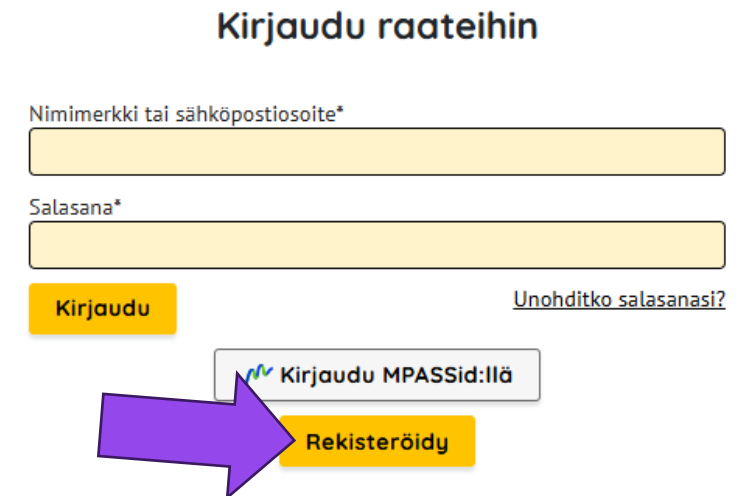 Kirjaudu raateihin
Nimimerkki tai sähköpostiosoite*
Salasana*
Kirjaudu
Unohditko salasanasi?
Kirjaudu MPASSid:llä
Rekisteröidy